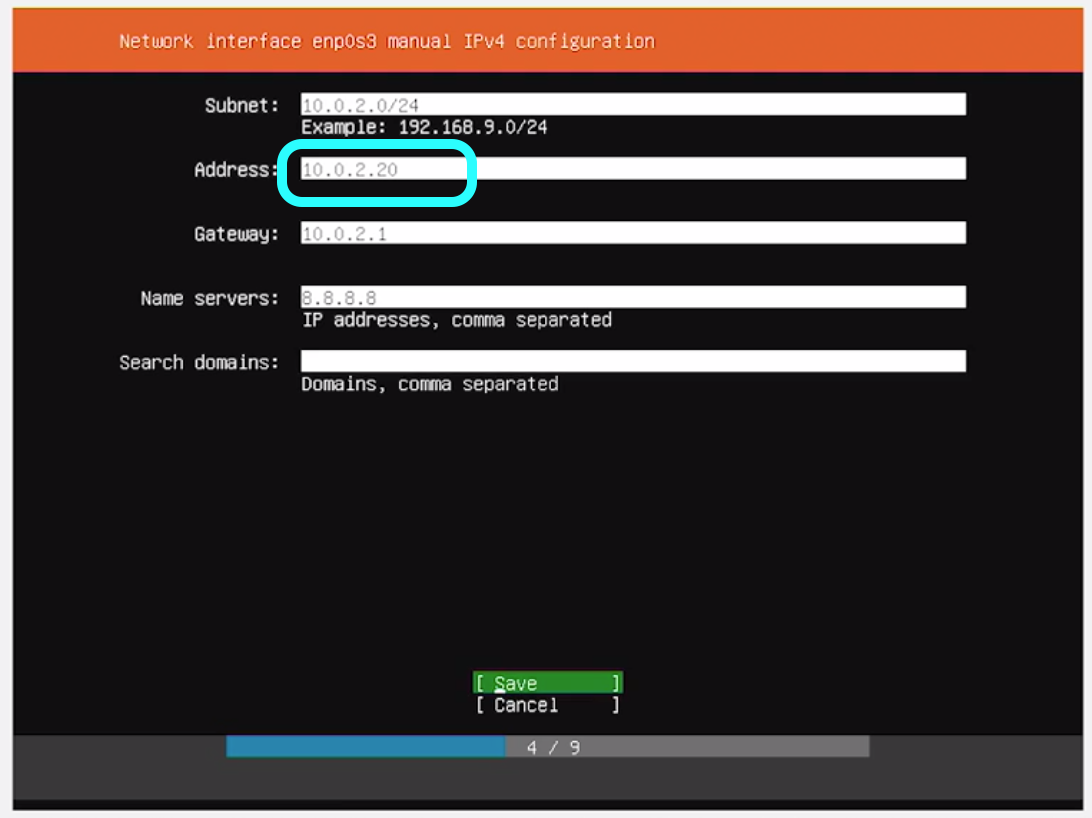 Network interface enp0s3 manual IPv4 configuration
Subnet: 10.0.2.0/24
Example: 192.168.9.0/24
Address: 10.0.2.20
Gateway: 10.0.2.1
Name servers: 8.8.8.8
IP addresses, comma separated
Search domains:
Domains, comma separated
[ Save ]
[ Cancel ]
4 / 9